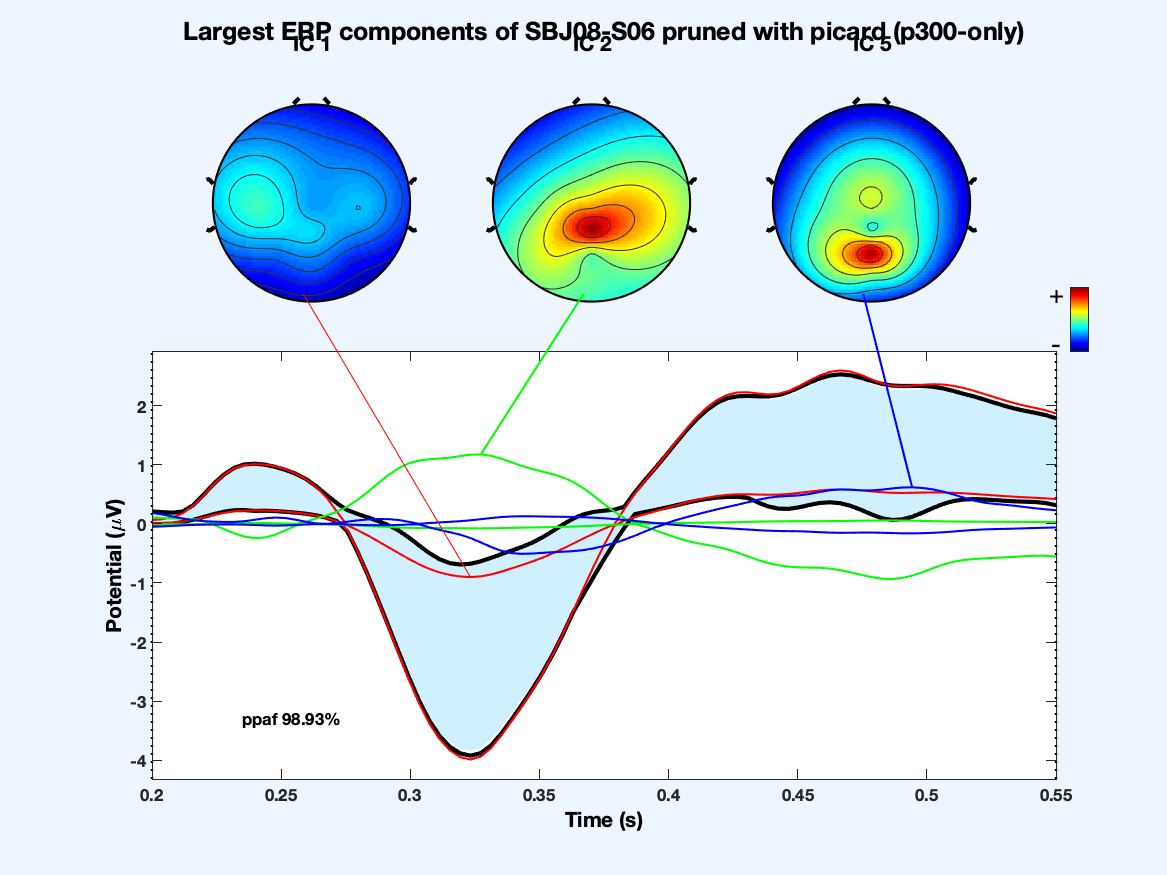 Largest ERP components of SBJ08-S06 pruned with picard (p300-only)
IC 1
IC 2
IC 5
+
-
2
1
0
-1
-2
-3
-4
Potential (μV)
ppaf 98.93%
0.2
0.25
0.3
0.35
0.4
0.45
0.5
0.55
Time (s)